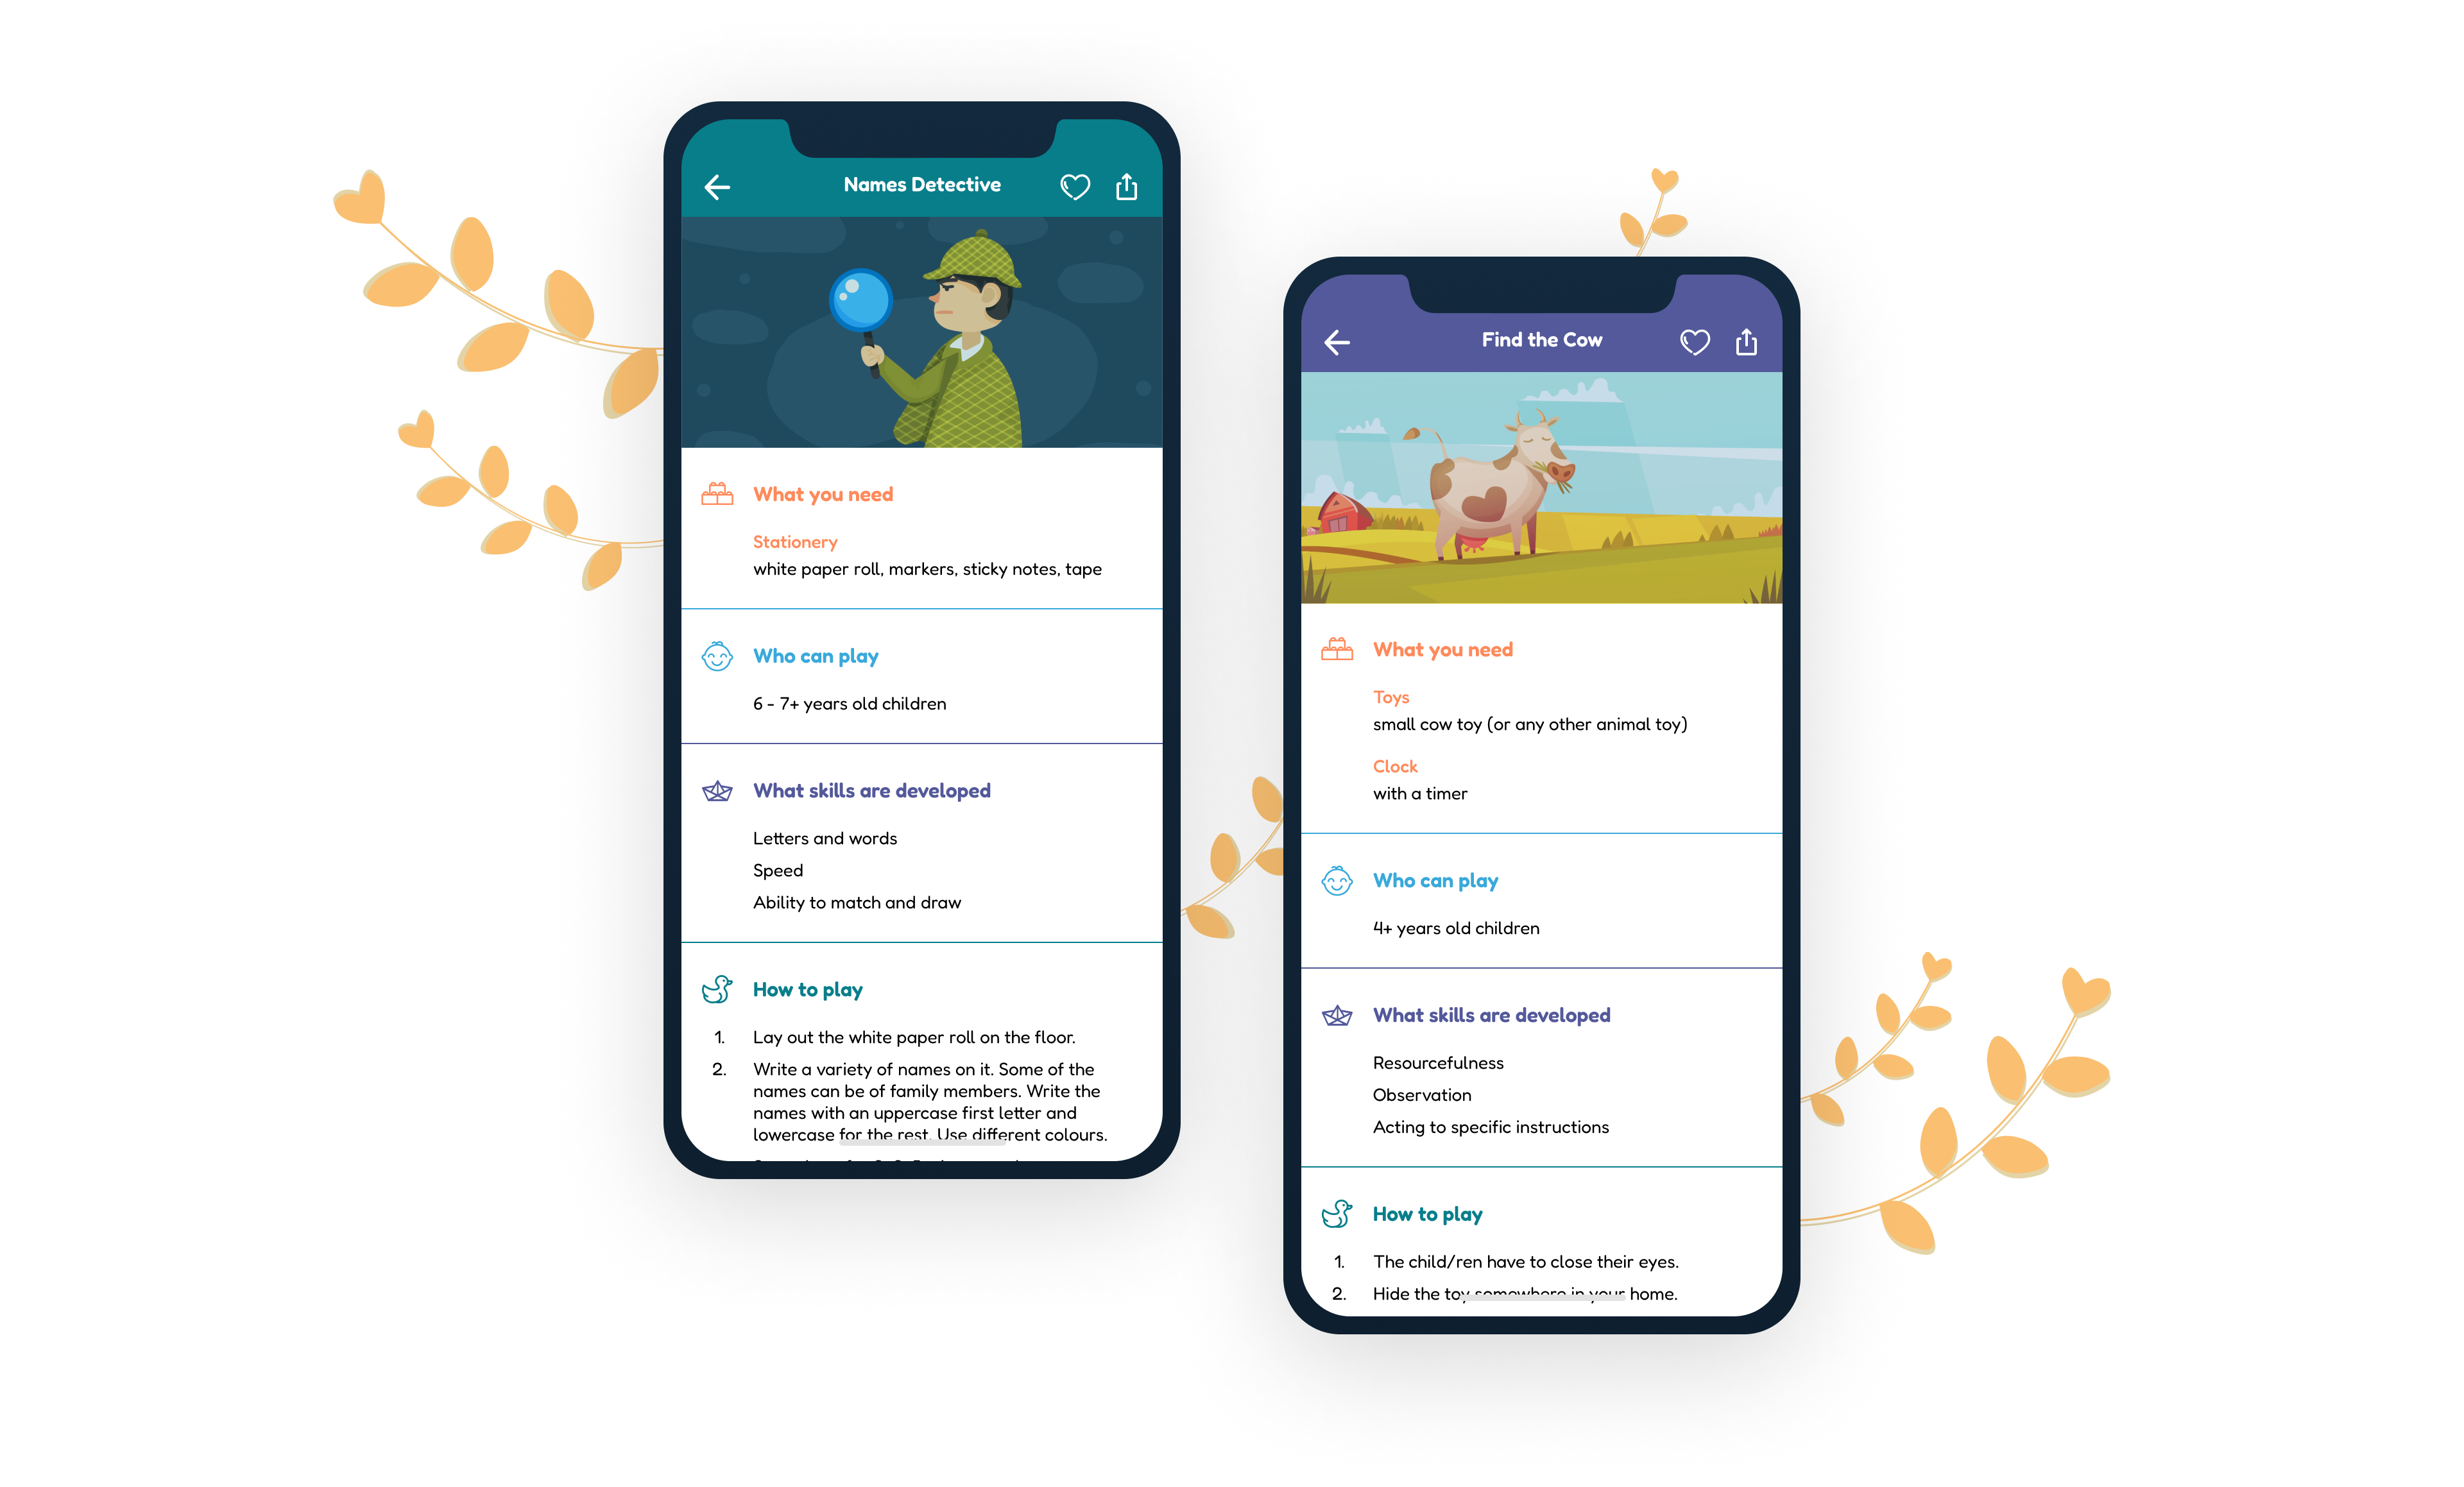 Names Detective
What you need
Stationery
white paper roll, markers, sticky notes, tape
Who can play
6 - 7+ years old children
What skills are developed
Letters and words
Speed
Ability to match and draw
How to play
1. Lay out the white paper roll on the floor.
2. Write a variety of names on it. Some of the
names can be of family members. Write the
names with an uppercase first letter and
lowercase for the rest. Use different colours.
Find the Cow
What you need
Toys
small cow toy (or any other animal toy)
Clock
with a timer
Who can play
4+ years old children
What skills are developed
Resourcefulness
Observation
Acting to specific instructions
How to play
1. The child/ren have to close their eyes.
2. Hide the toy somewhere in your home.